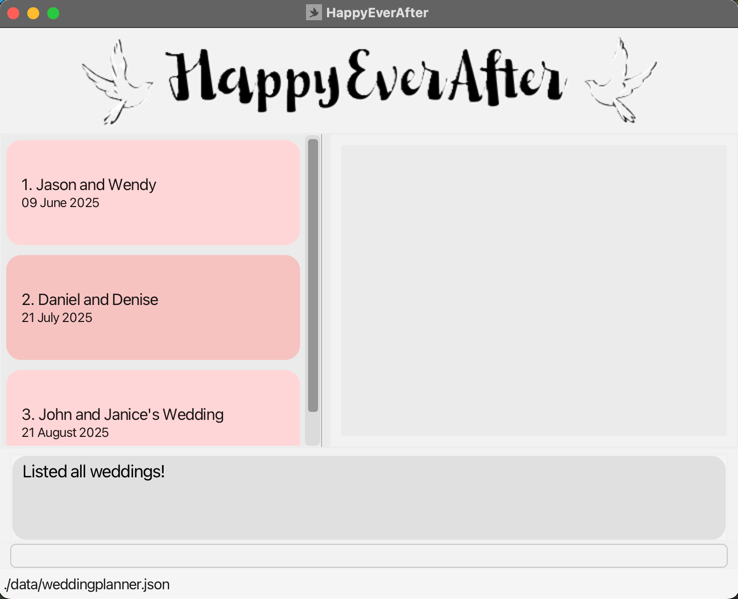 HappyEverAfter
HappyEverAfter
1. Jason and Wendy
09 June 2025
2. Daniel and Denise
21 July 2025
3. John and Janice's Wedding
21 August 2025
Listed all weddings!
./data/weddingplanner.json